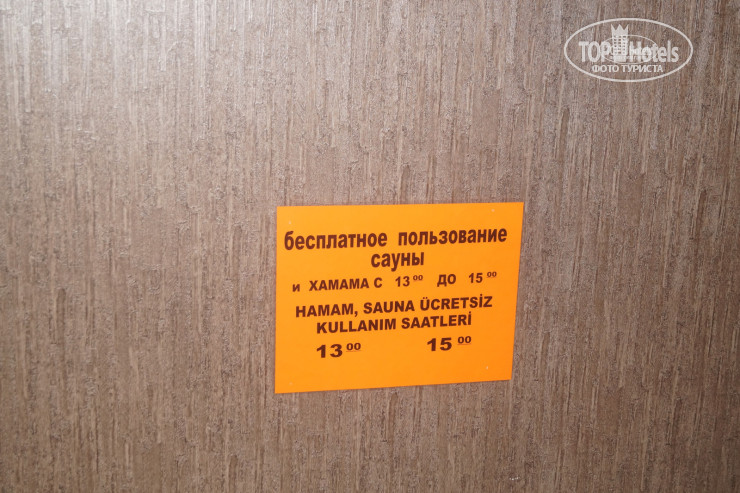 TOP Hotels
ФОТО ТУРИСТА
бесплатное пользование
сауны
и ХАМАМА С 13 00 ДО 15 00
HAMAM, SAUNA ÜCRETSİZ
KULLANIM SAATLERİ
13 00 15 00